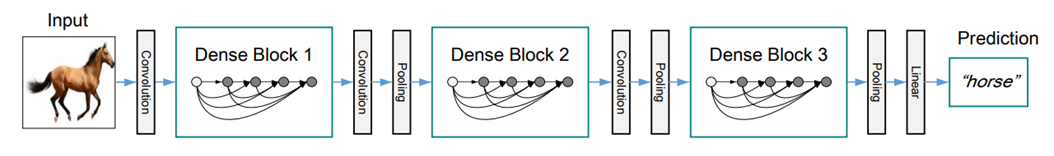 Input
Convolution
Dense Block 1
Convolution
Pooling
Dense Block 2
Convolution
Pooling
Dense Block 3
Pooling
Linear
Prediction
“horse”